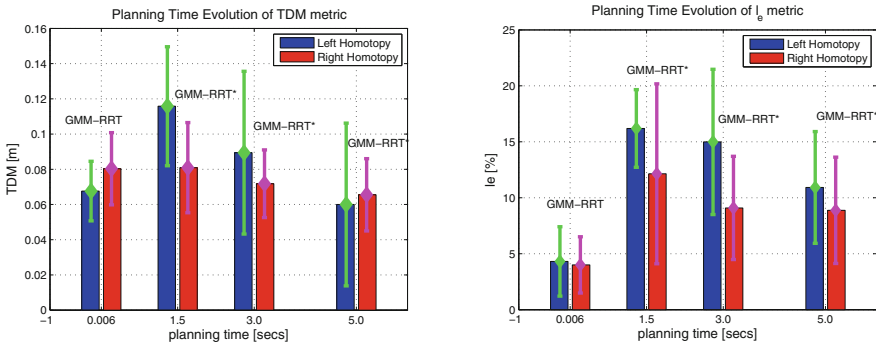 Planning Time Evolution of TDM metric
0.16
0.14
0.12
0.1
0.08
0.06
0.04
0.02
0
TDM [m]
Left Homotopy
Right Homotopy
GMM−RRT
GMM−RRT*
GMM−RRT*
GMM−RRT*
−1
0.006
1.5
3.0
5.0
planning time [secs]
Planning Time Evolution of I_e metric
25
20
15
10
5
0
Ie [%]
Left Homotopy
Right Homotopy
GMM−RRT
GMM−RRT*
GMM−RRT*
GMM−RRT*
−1
0.006
1.5
3.0
5.0
planning time [secs]